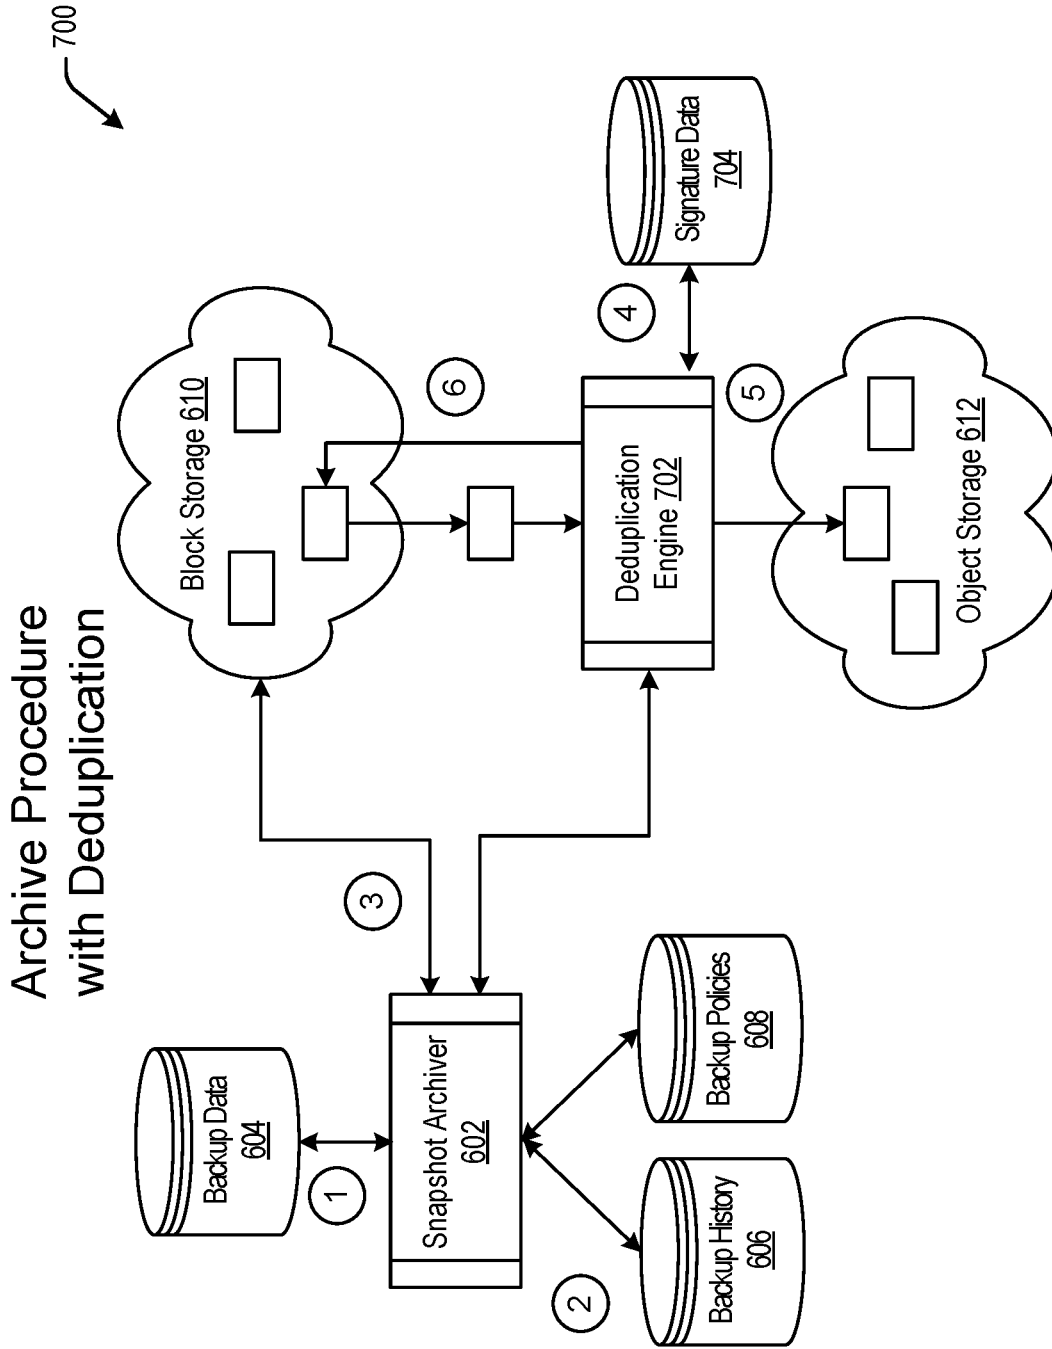 Archive Procedure
with Deduplication
700
Backup Data
604
1
Snapshot Archiver
602
2
Backup History
606
Backup Policies
608
3
Block Storage 610
6
Deduplication
Engine 702
4
Signature Data
704
5
Object Storage 612